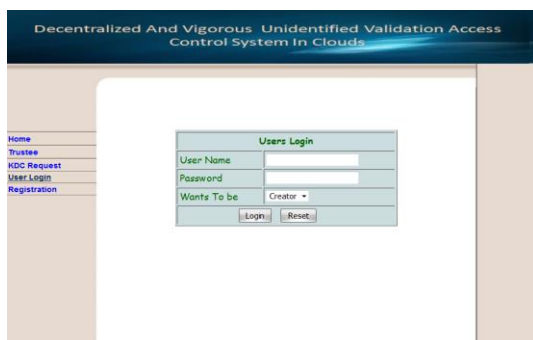 Decentralized And Vigorous Unidentified Validation Access
Control System In Clouds
Home
Trustee
KDC Request
User Login
Registration
Users Login
User Name
Password
Wants To be Creator
Login Reset